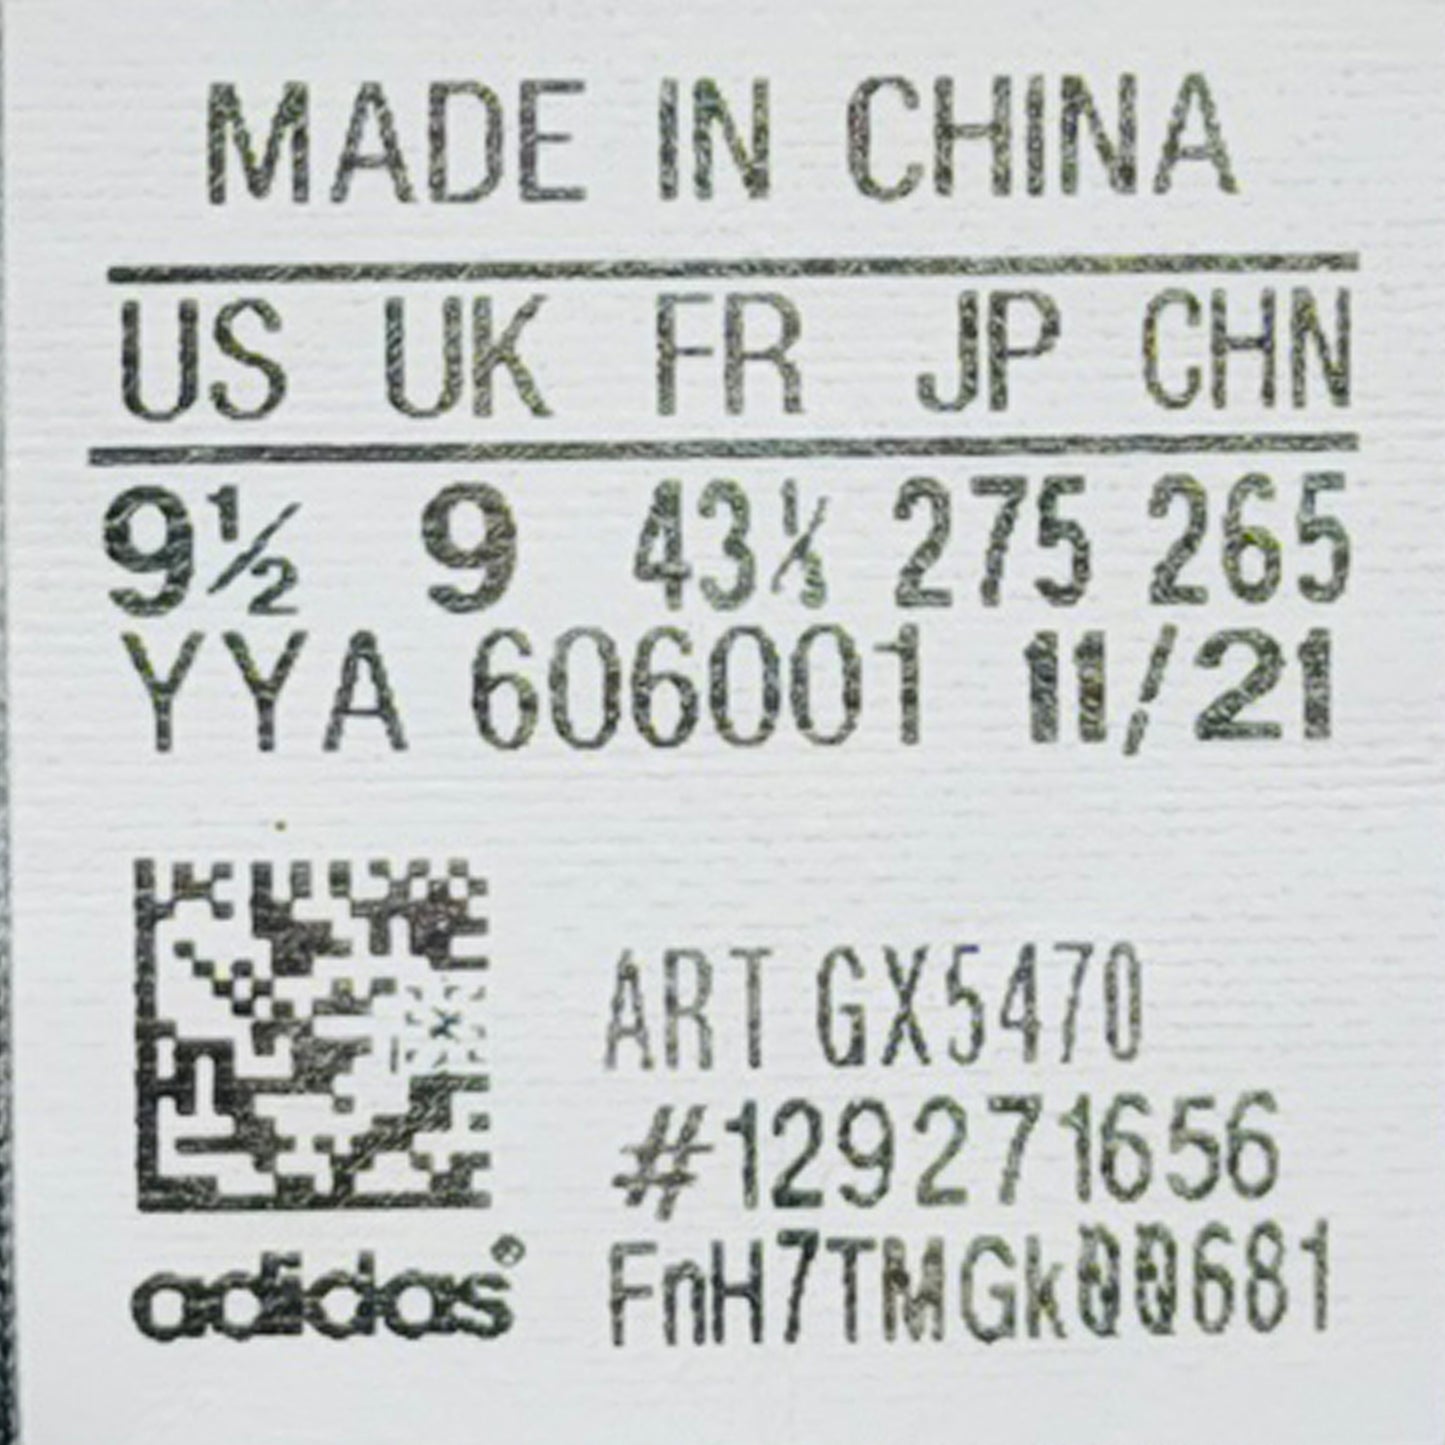 MADE IN CHINA
US UK FR JP CHN
9½ 9 43⅓ 275 265
YYA 606001 11/21
ART GX5470
#129271656
FnH7TMGk00681
adidas®